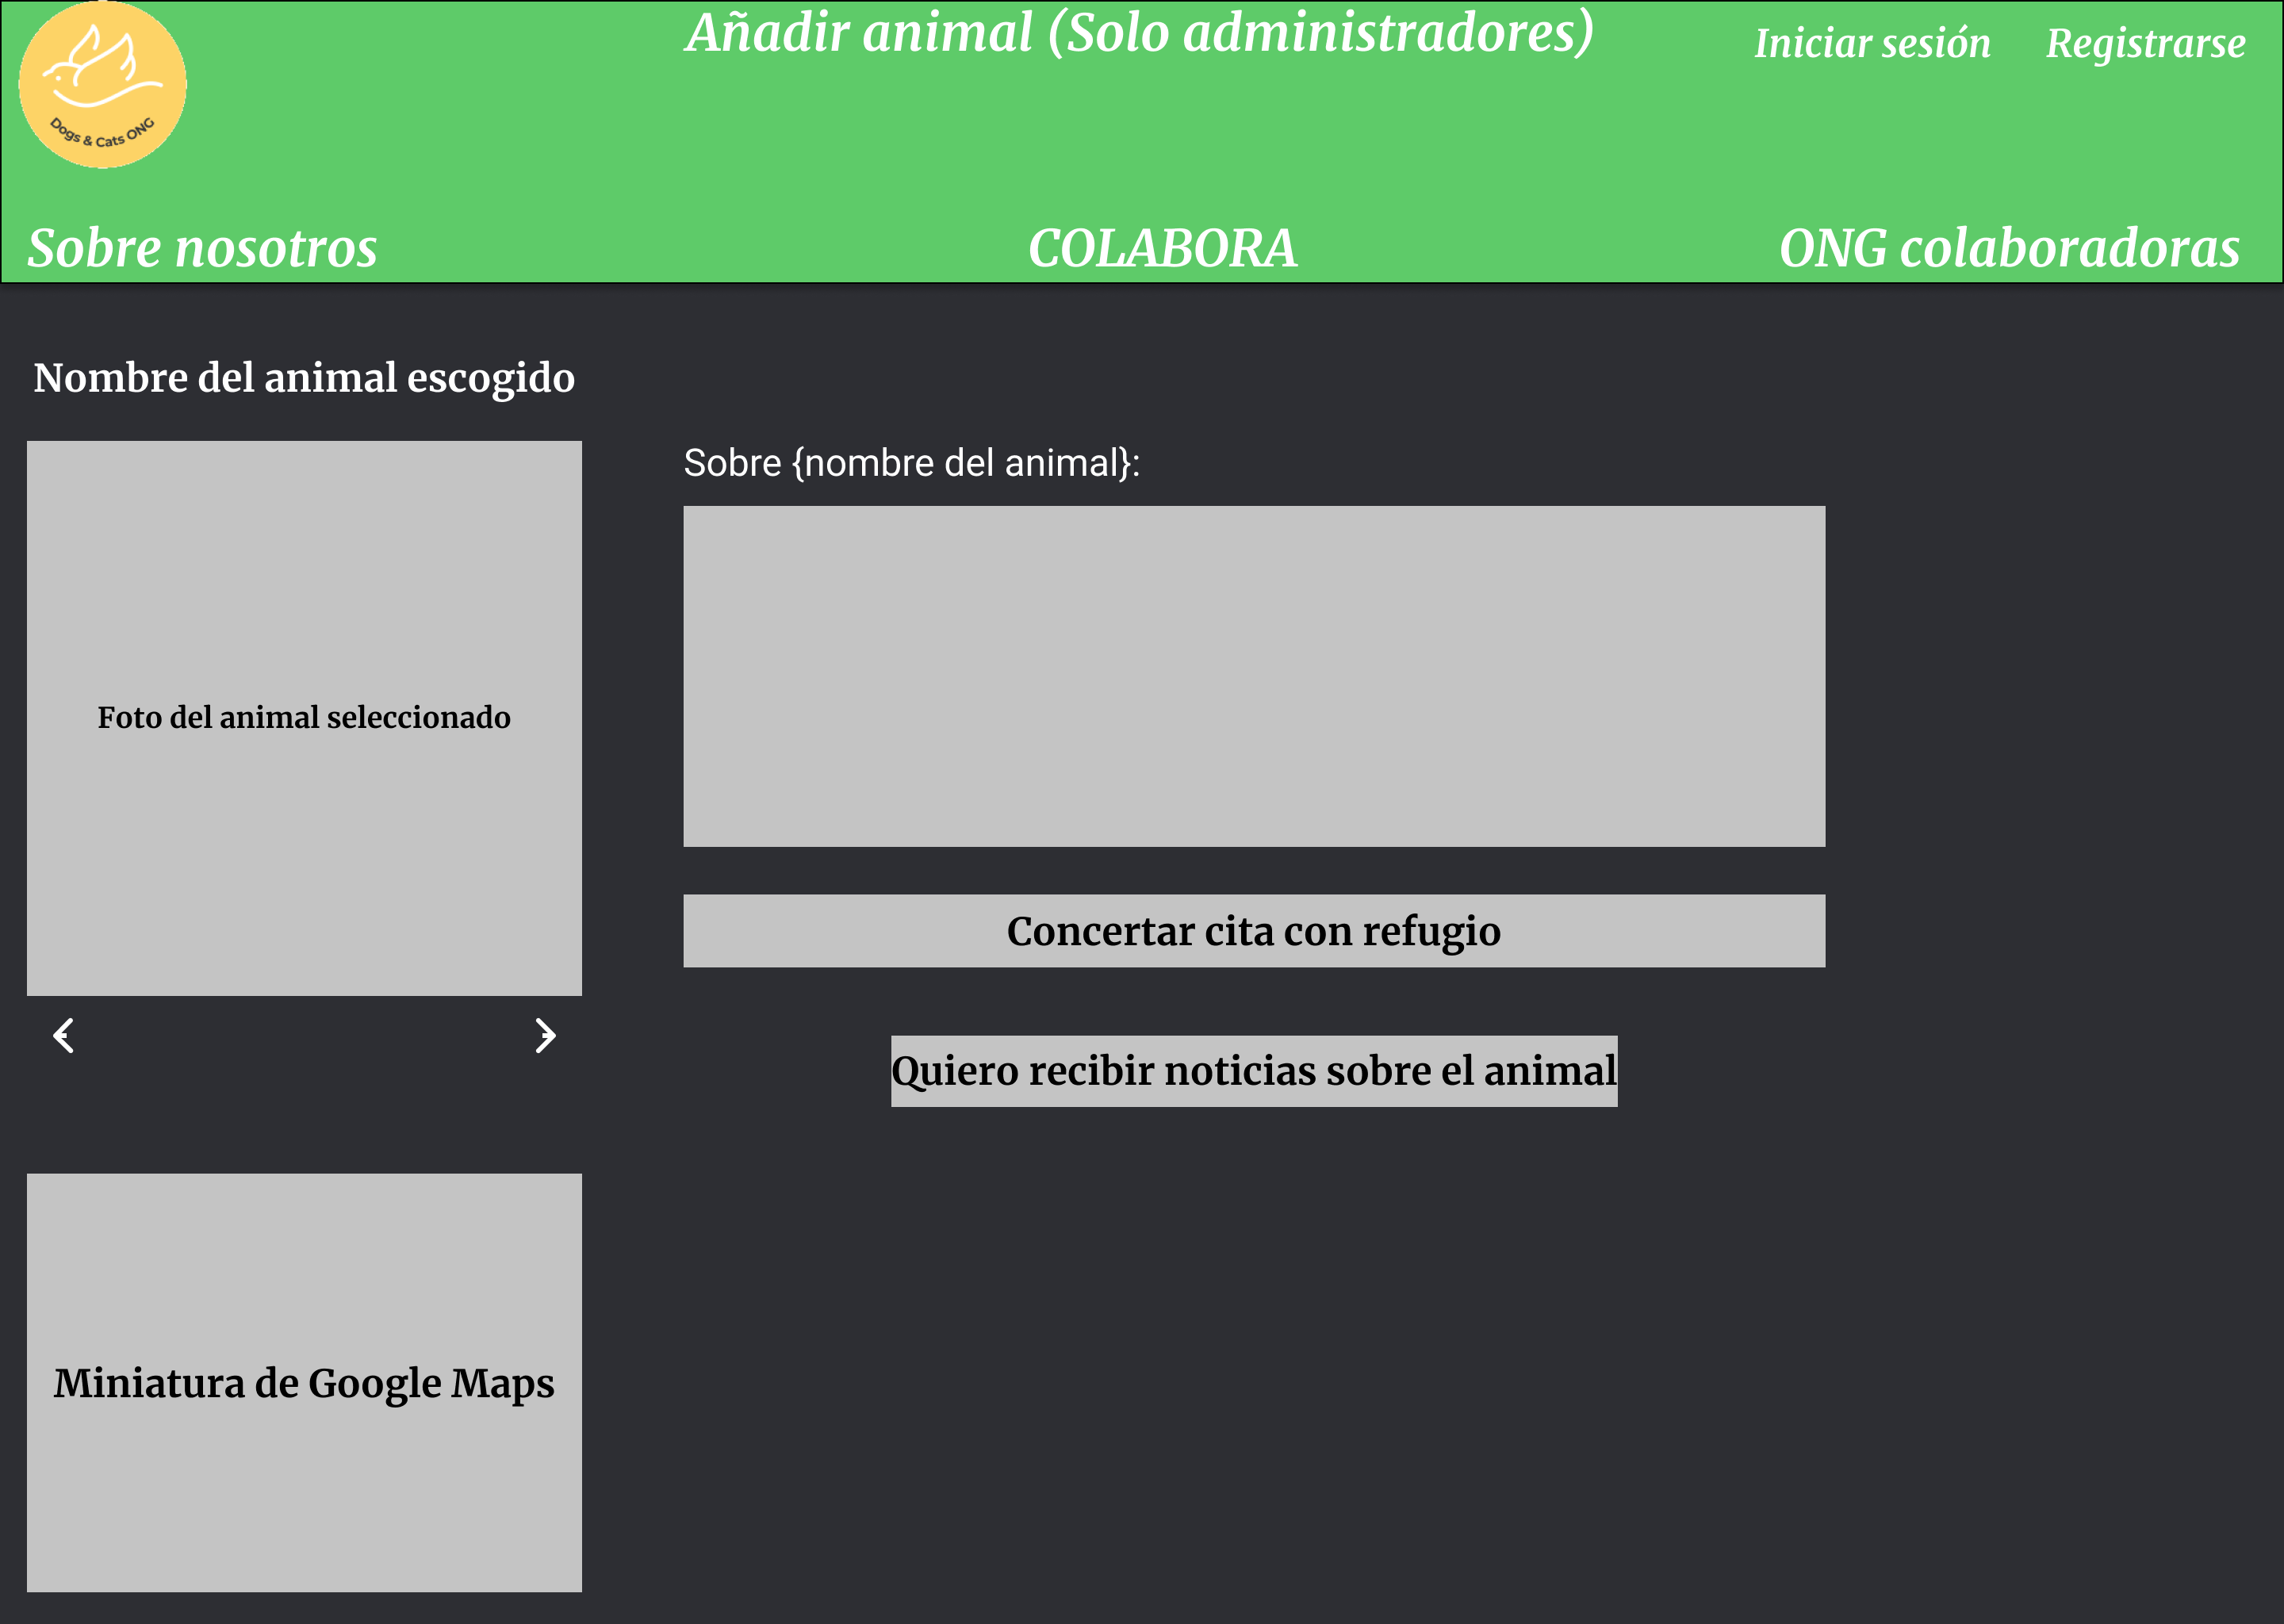 Añadir animal (Solo administradores)
Iniciar sesión
Registrarse
Dogs & Cats ONG
Sobre nosotros
COLABORA
ONG colaboradoras
Nombre del animal escogido
Sobre {nombre del animal}:
Foto del animal seleccionado
Concertar cita con refugio
Quiero recibir noticias sobre el animal
Miniatura de Google Maps